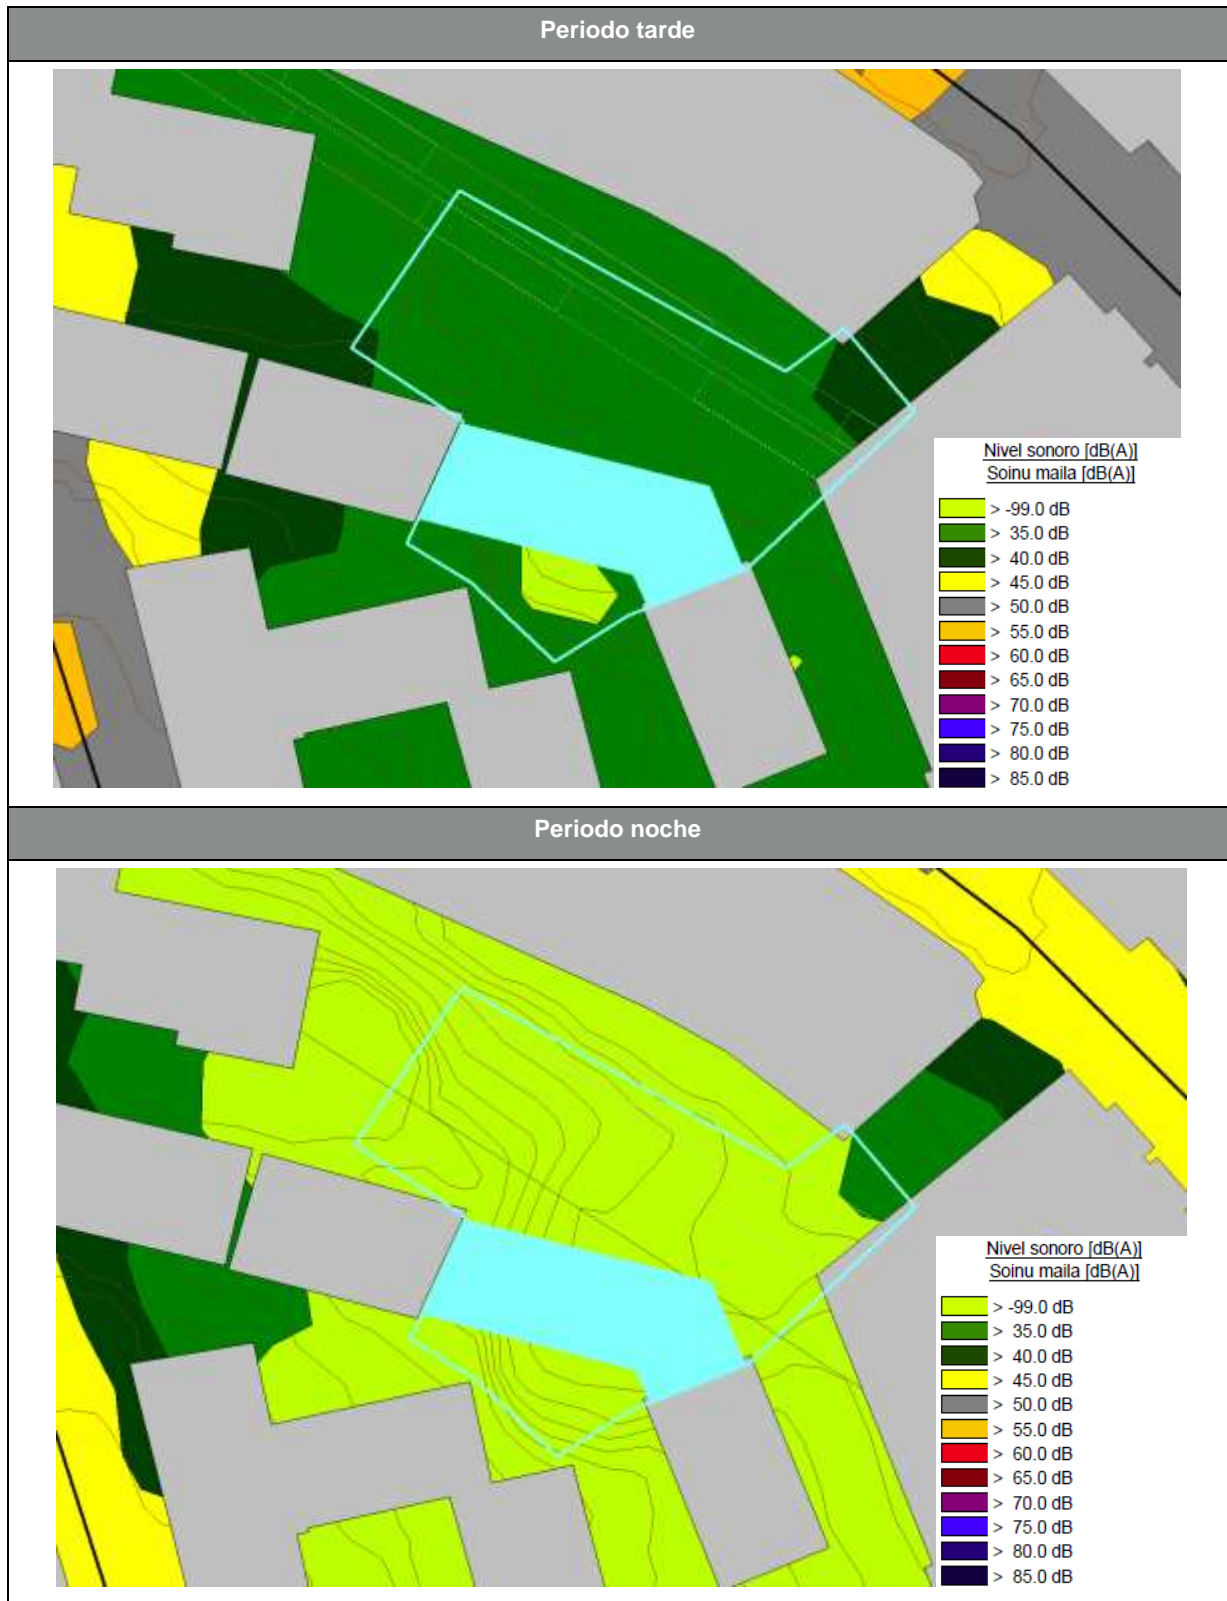 Periodo tarde
Nivel sonoro [dB(A)]
Soinu maila [dB(A)]
> -99.0 dB
> 35.0 dB
> 40.0 dB
> 45.0 dB
> 50.0 dB
> 55.0 dB
> 60.0 dB
> 65.0 dB
> 70.0 dB
> 75.0 dB
> 80.0 dB
> 85.0 dB
Periodo noche
Nivel sonoro [dB(A)]
Soinu maila [dB(A)]
> -99.0 dB
> 35.0 dB
> 40.0 dB
> 45.0 dB
> 50.0 dB
> 55.0 dB
> 60.0 dB
> 65.0 dB
> 70.0 dB
> 75.0 dB
> 80.0 dB
> 85.0 dB